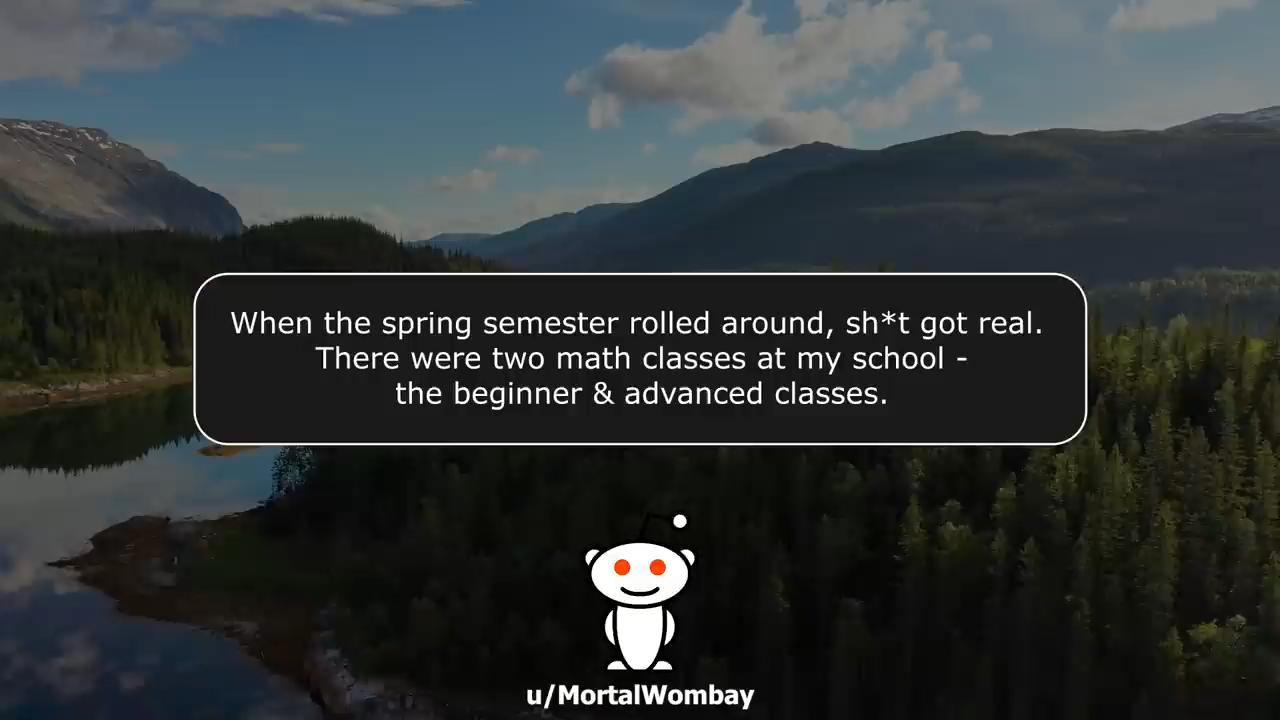 When the spring semester rolled around, sh*t got real.
There were two math classes at my school -
the beginner & advanced classes.
u/MortalWombay